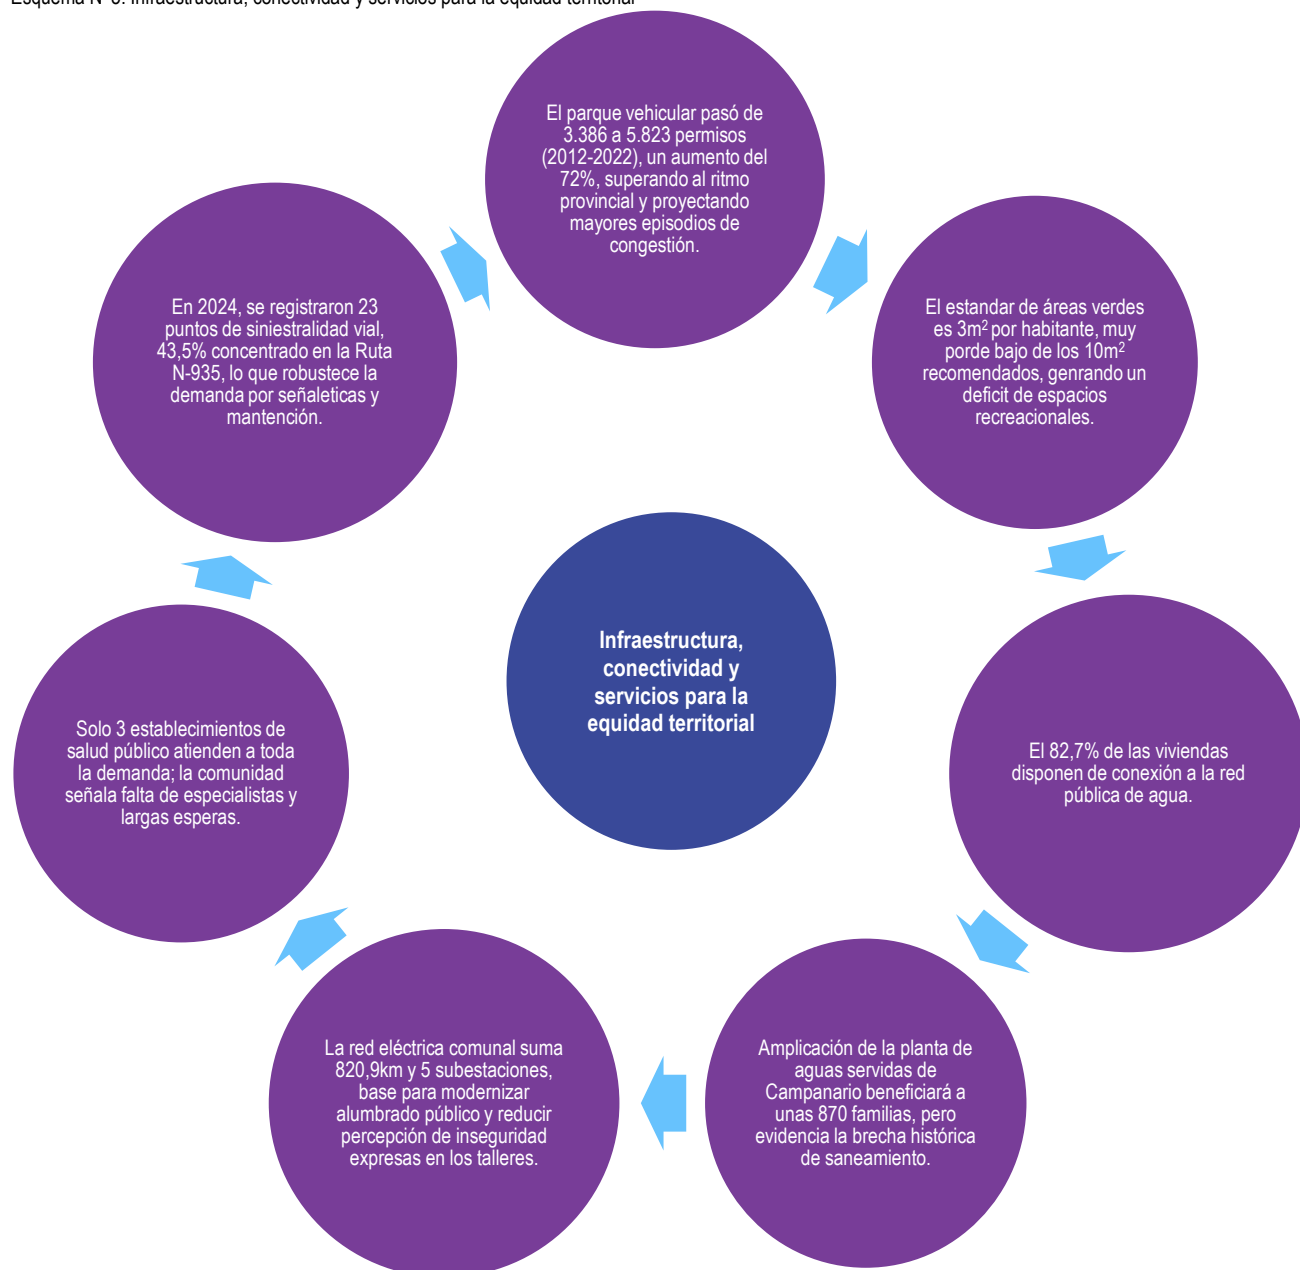 Infraestructura, conectividad y servicios para la equidad territorial
El parque vehicular pasó de
3.386 a 5.823 permisos
(2012-2022), un aumento del
72%, superando al ritmo
provincial y proyectando
mayores episodios de
congestión.
El estandar de áreas verdes
es 3m² por habitante, muy
porde bajo de los 10m²
recomendados, genrando un
deficit de espacios
recreacionales.
El 82,7% de las viviendas
disponen de conexión a la red
pública de agua.
Amplicación de la planta de
aguas servidas de
Campanario beneficiará a
unas 870 familias, pero
evidencia la brecha histórica
de saneamiento.
La red eléctrica comunal suma
820,9km y 5 subestaciones,
base para modernizar
alumbrado público y reducir
percepción de inseguridad
expresas en los talleres.
Solo 3 establecimientos de
salud público atienden a toda
la demanda; la comunidad
señala falta de especialistas y
largas esperas.
En 2024, se registraron 23
puntos de siniestralidad vial,
43,5% concentrado en la Ruta
N-935, lo que robustece la
demanda por señaleticas y
mantención.
Infraestructura,
conectividad y
servicios para la
equidad territorial